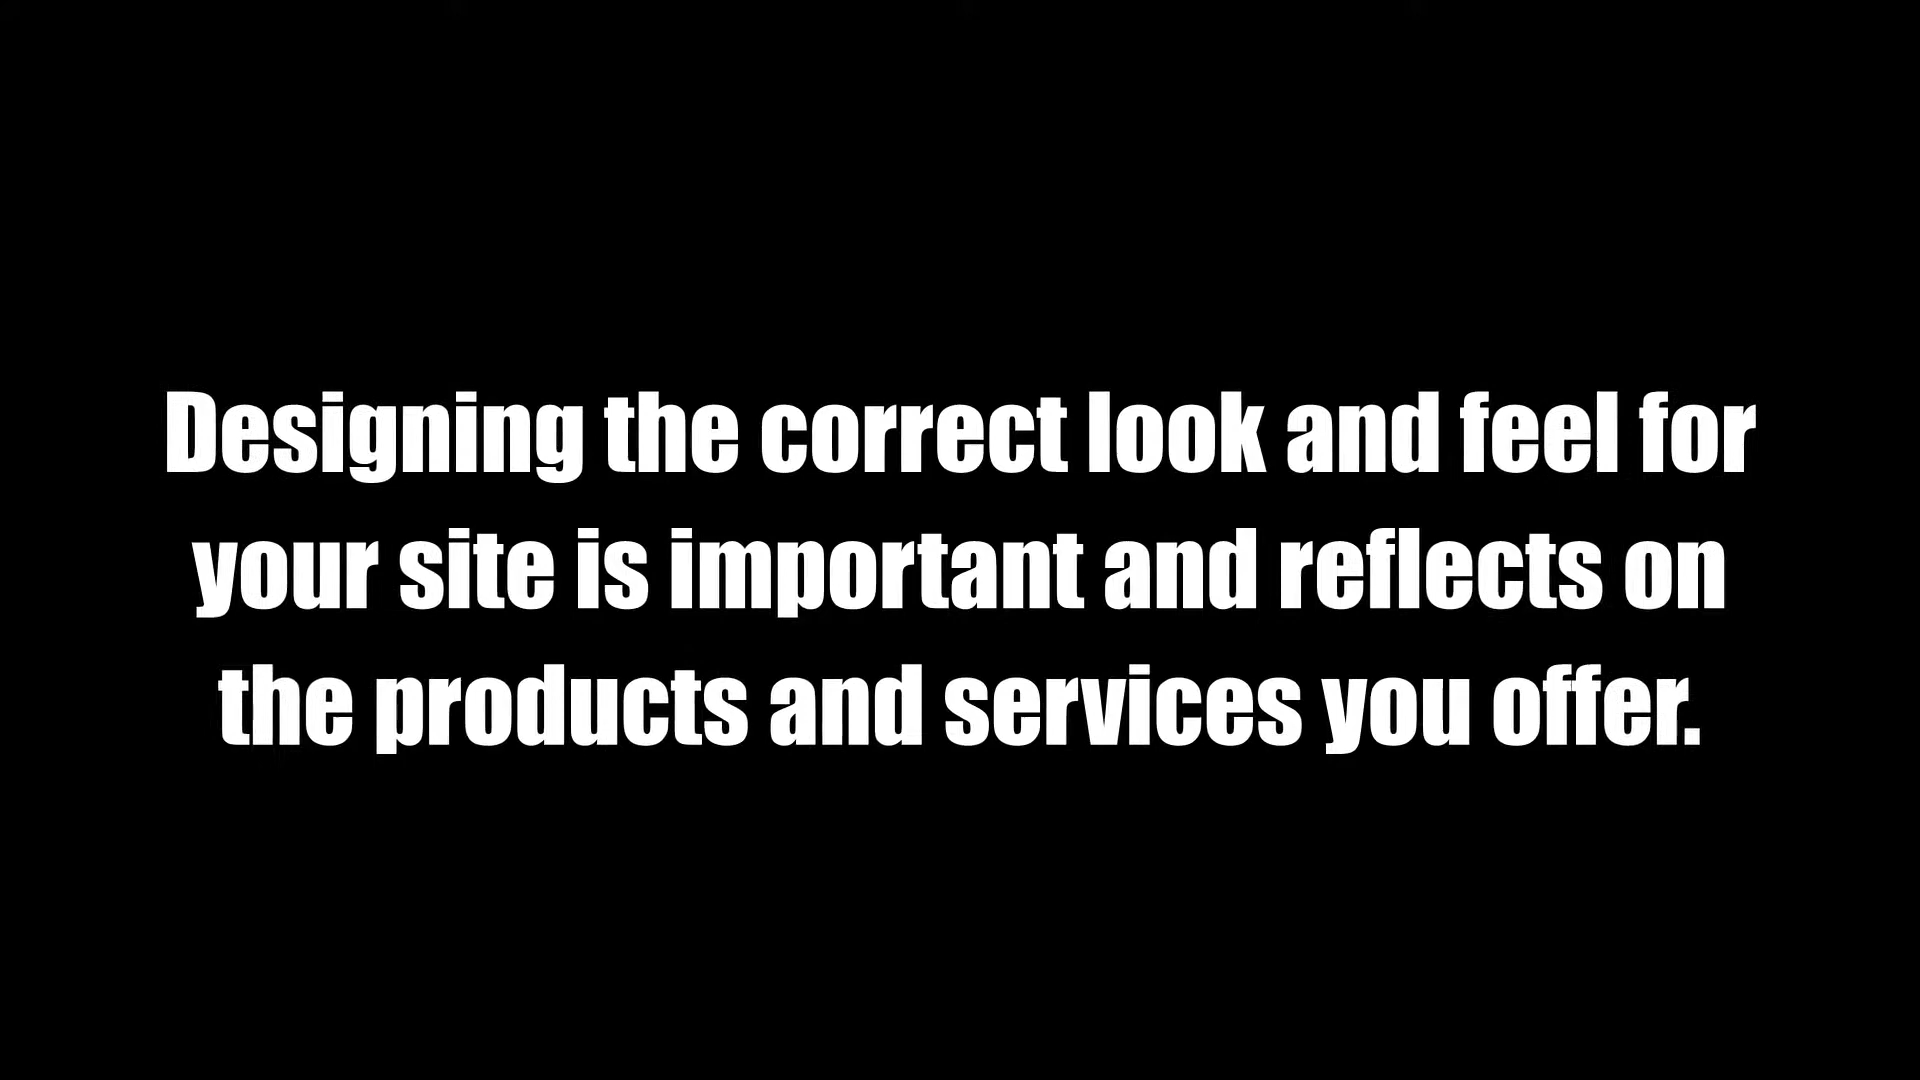 Designing the correct look and feel for
your site is important and reflects on
the products and services you offer.